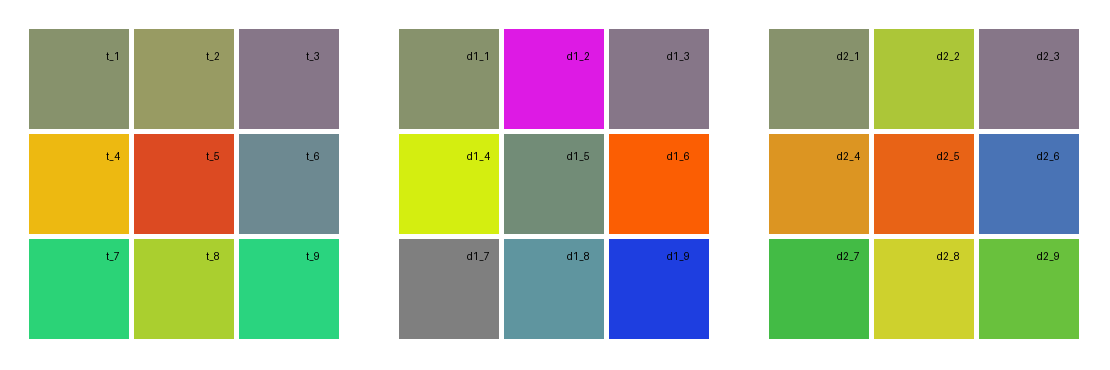 t_1 t_2 t_3 d1_1 d1_2 d1_3 d2_1 d2_2 d2_3
t_4 t_5 t_6 d1_4 d1_5 d1_6 d2_4 d2_5 d2_6
t_7 t_8 t_9 d1_7 d1_8 d1_9 d2_7 d2_8 d2_9